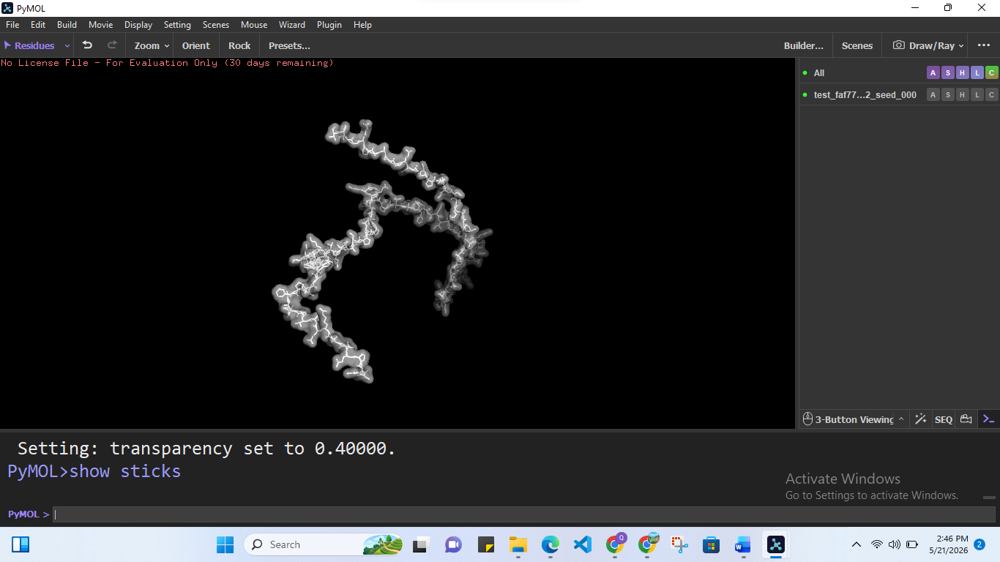 PyMOL
File Edit Build Movie Display Setting Scenes Mouse Wizard Plugin Help
Residues Zoom Orient Rock Presets... Builder... Scenes Draw/Ray
No License File - For Evaluation Only (30 days remaining)
All A S H L C
test_faf77...2_seed_000 A S H L C
3-Button Viewing SEQ
Setting: transparency set to 0.40000.
PyMOL>show sticks
Activate Windows
Go to Settings to activate Windows.
PyMOL >
Search
Q
2:46 PM
5/21/2026
2